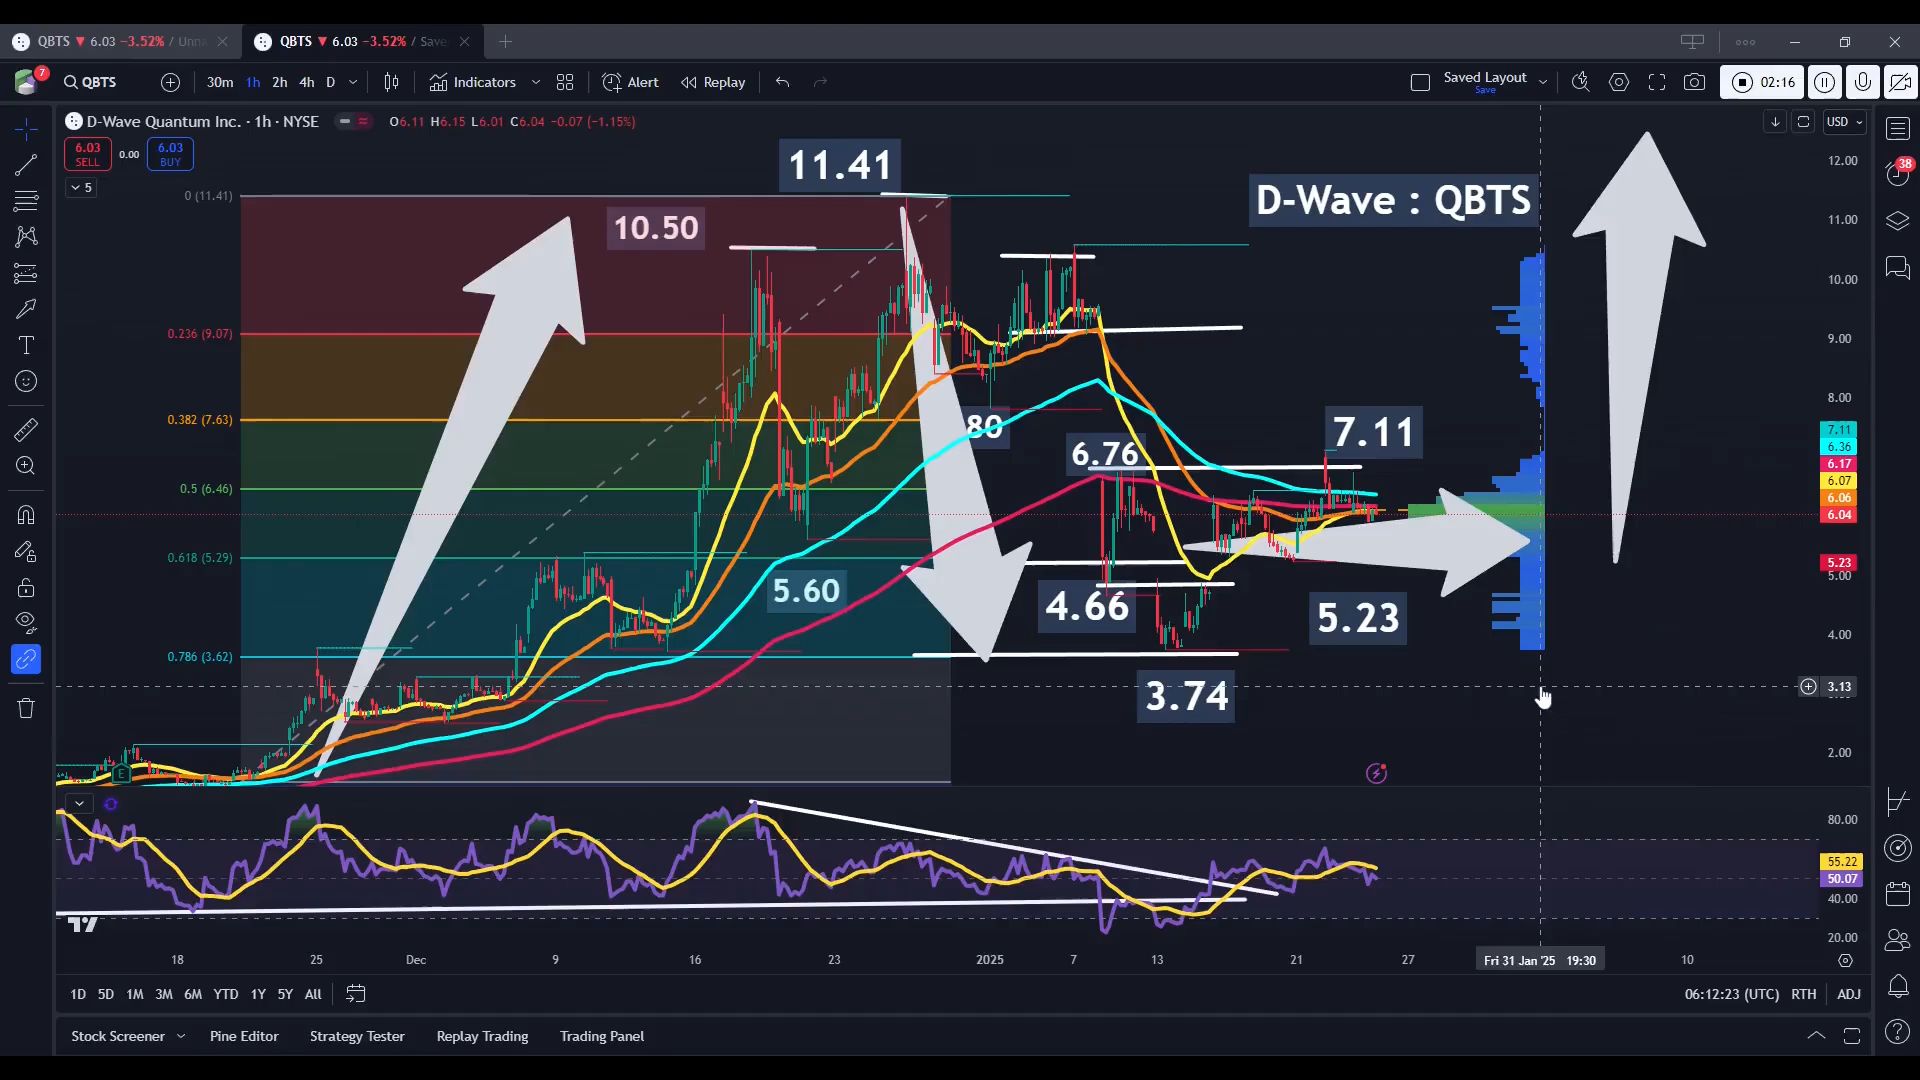 QBTS ▼ 6.03 −3.52% / Unna
QBTS ▼ 6.03 −3.52% / Save
7
QBTS
30m 1h 2h 4h D
Indicators
Alert
Replay
Saved Layout
Save
02:16
D-Wave Quantum Inc. · 1h · NYSE
O6.11 H6.15 L6.01 C6.04 −0.07 (−1.15%)
USD
6.03
SELL
0.00
6.03
BUY
5
38
11.41
10.50
D-Wave : QBTS
80
6.76
7.11
5.60
4.66
5.23
3.74
0 (11.41)
0.236 (9.07)
0.382 (7.63)
0.5 (6.46)
0.618 (5.29)
0.786 (3.62)
E
12.00
11.00
10.00
9.00
8.00
7.11
6.36
6.17
6.07
6.06
6.04
5.23
5.00
4.00
3.13
2.00
80.00
55.22
50.07
40.00
20.00
18 25 Dec 9 16 23 2025 7 13 21 27 Fri 31 Jan '25 19:30 10
1D 5D 1M 3M 6M YTD 1Y 5Y All
06:12:23 (UTC) RTH ADJ
Stock Screener Pine Editor Strategy Tester Replay Trading Trading Panel